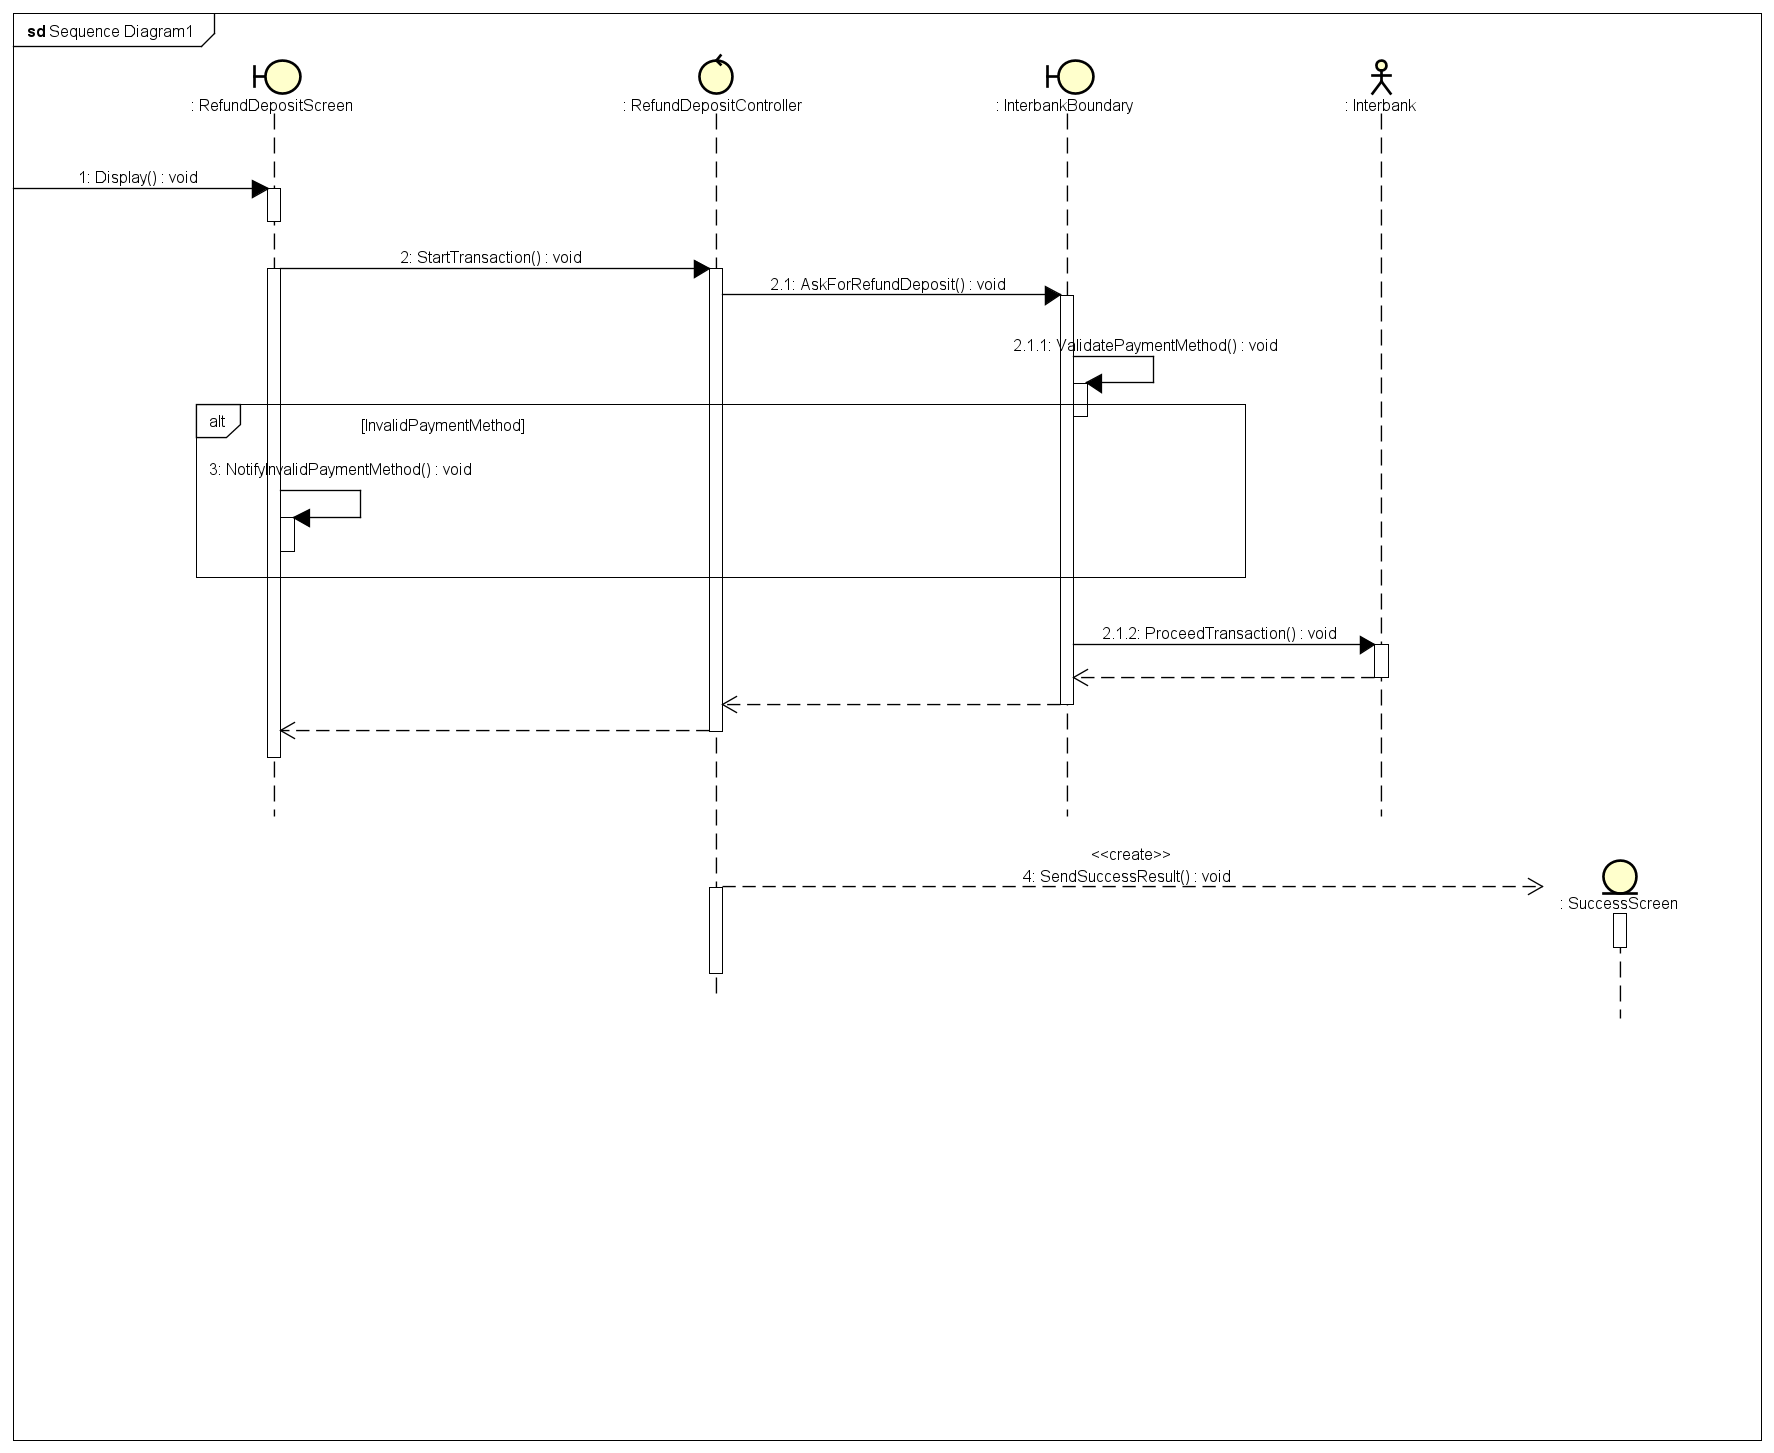 sd Sequence Diagram1
: RefundDepositScreen
: RefundDepositController
: InterbankBoundary
: Interbank
1: Display() : void
2: StartTransaction() : void
2.1: AskForRefundDeposit() : void
2.1.1: ValidatePaymentMethod() : void
alt
[InvalidPaymentMethod]
3: NotifyInvalidPaymentMethod() : void
2.1.2: ProceedTransaction() : void
<<create>>
4: SendSuccessResult() : void
: SuccessScreen